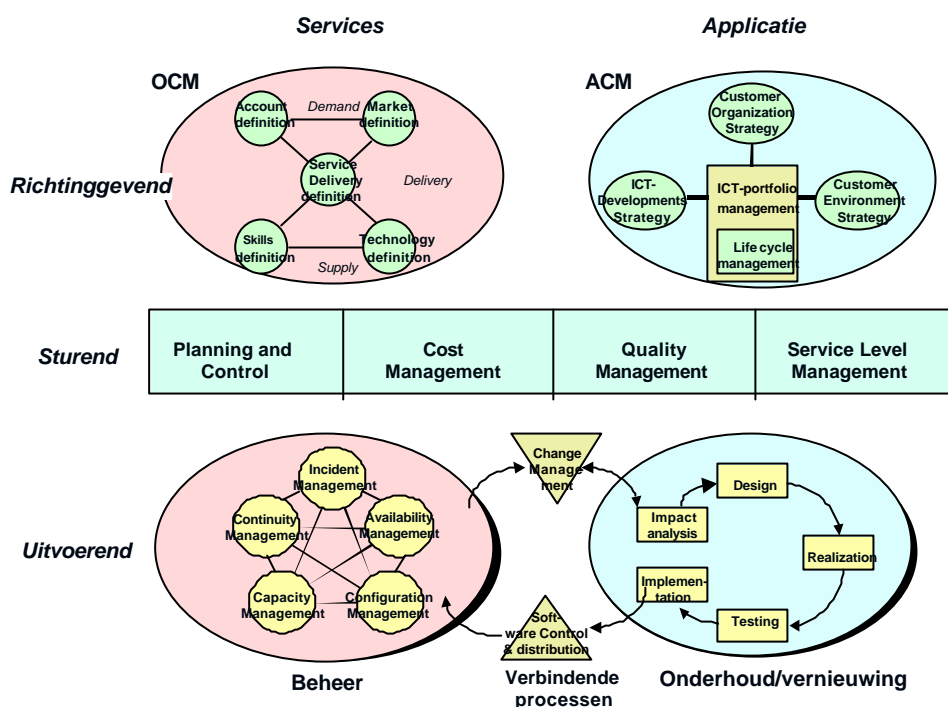 Services
Applicatie
OCM
ACM
Account
definition
Demand
Market
definition
Service
Delivery
definition
Delivery
Skills
definition
Technology
definition
Supply
Customer
Organization
Strategy
ICT-
Developments
Strategy
ICT-portfolio
management
Customer
Environment
Strategy
Life cycle
management
Richtinggevend
Sturend
Planning and
Control
Cost
Management
Quality
Management
Service Level
Management
Uitvoerend
Incident
Management
Continuity
Management
Availability
Management
Capacity
Management
Configuration
Management
Change
Manage
ment
Soft-
ware Control
& distribution
Impact
analysis
Design
Realization
Testing
Implemen-
tation
Beheer
Verbindende
processen
Onderhoud/vernieuwing